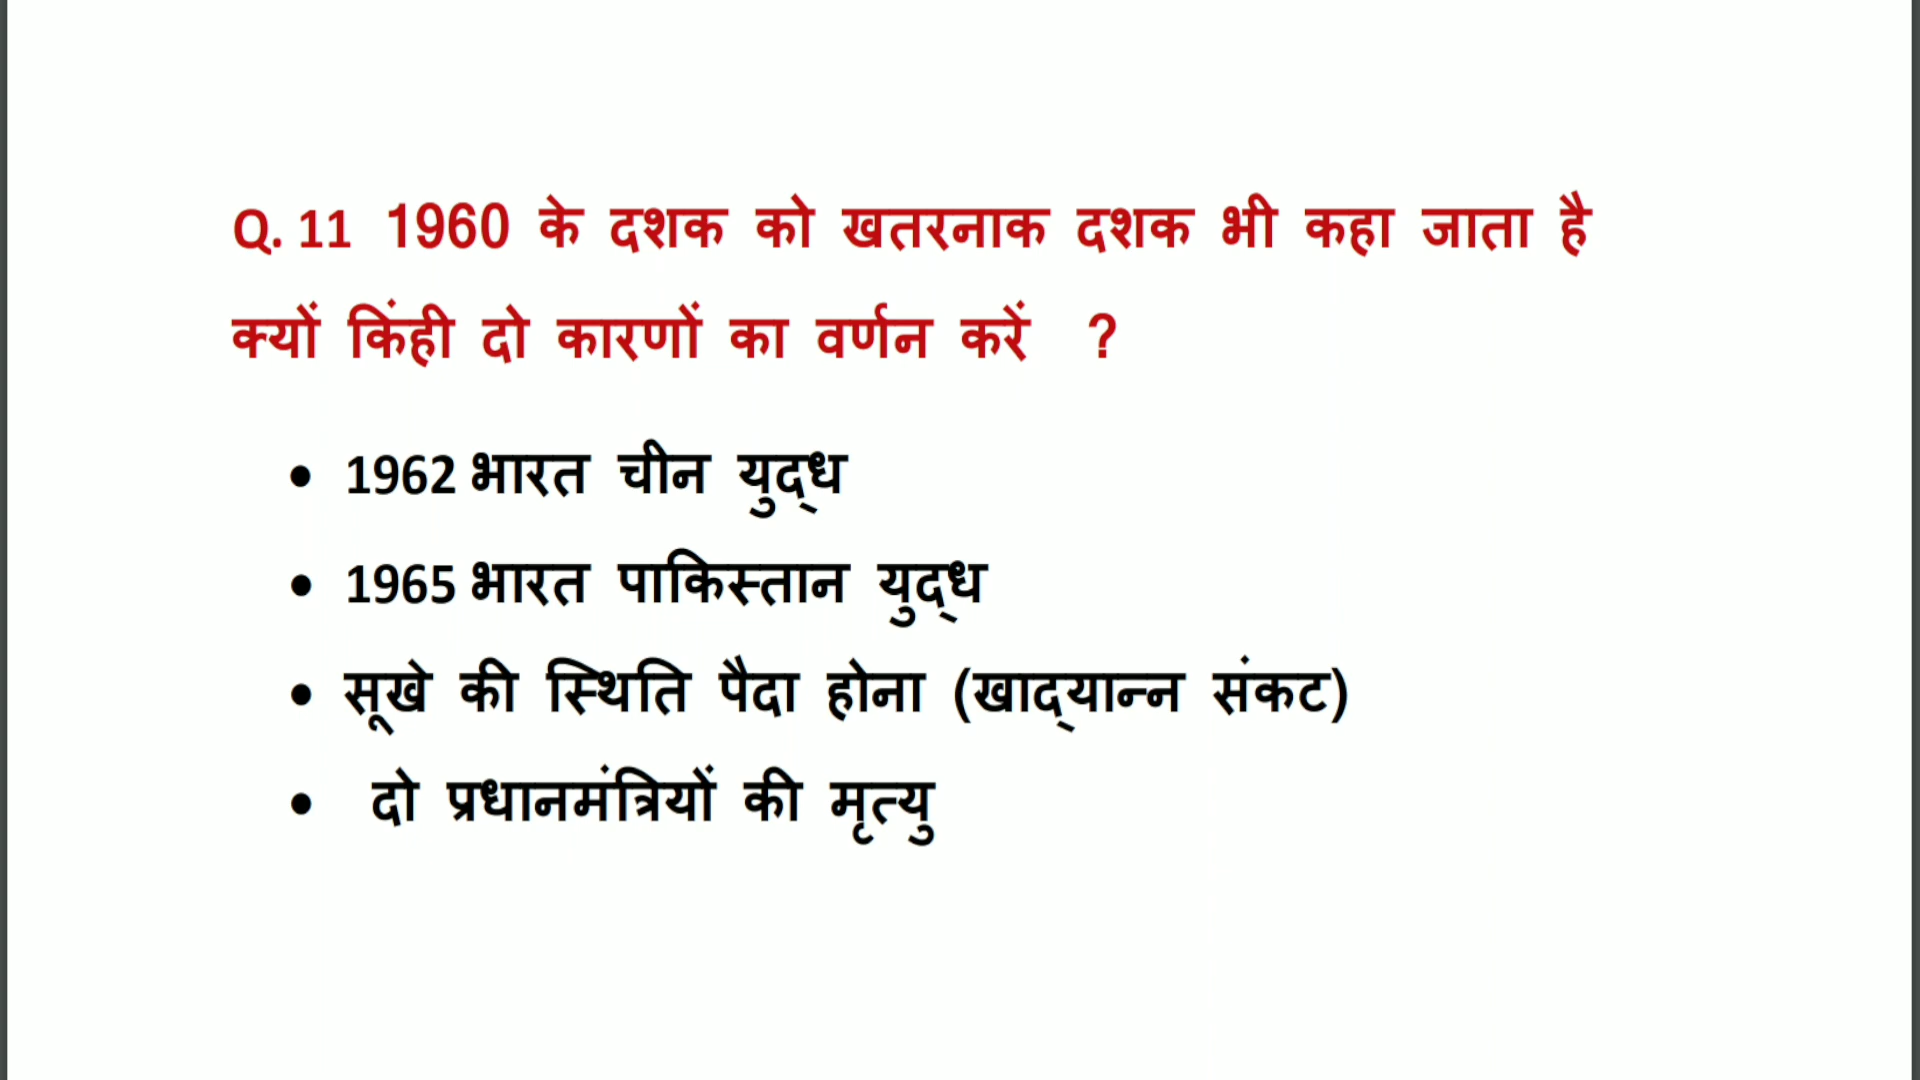 Q. 11 1960 के दशक को खतरनाक दशक भी कहा जाता है
क्यों किंही दो कारणों का वर्णन करें ?
• 1962 भारत चीन युद्ध
• 1965 भारत पाकिस्तान युद्ध
• सूखे की स्थिति पैदा होना (खाद्यान्न संकट)
• दो प्रधानमंत्रियों की मृत्यु